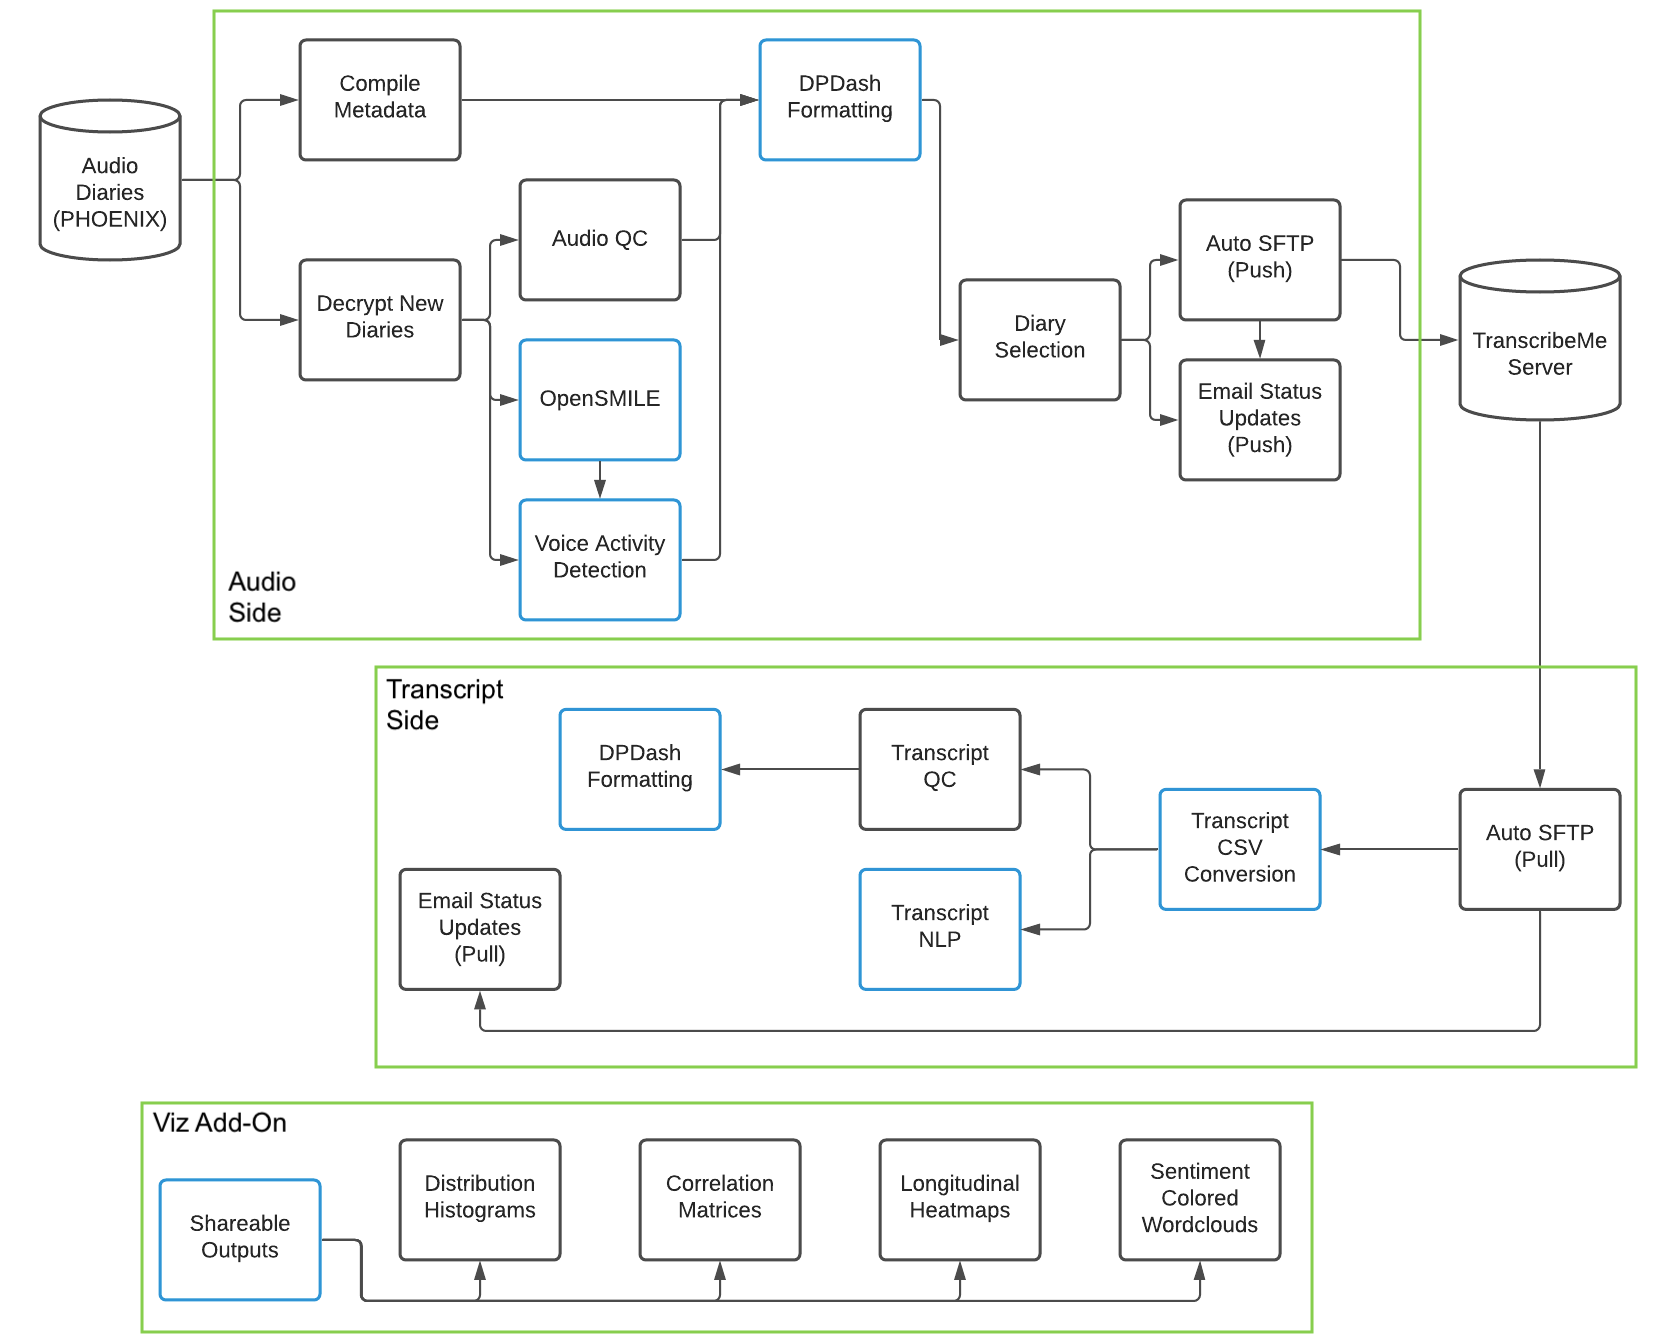 Audio
Diaries
(PHOENIX)
Compile
Metadata
DPDash
Formatting
Audio QC
Decrypt New
Diaries
OpenSMILE
Voice Activity
Detection
Diary
Selection
Auto SFTP
(Push)
Email Status
Updates
(Push)
TranscribeMe
Server
Audio
Side
Transcript
Side
DPDash
Formatting
Transcript
QC
Transcript
CSV
Conversion
Auto SFTP
(Pull)
Email Status
Updates
(Pull)
Transcript
NLP
Viz Add-On
Shareable
Outputs
Distribution
Histograms
Correlation
Matrices
Longitudinal
Heatmaps
Sentiment
Colored
Wordclouds